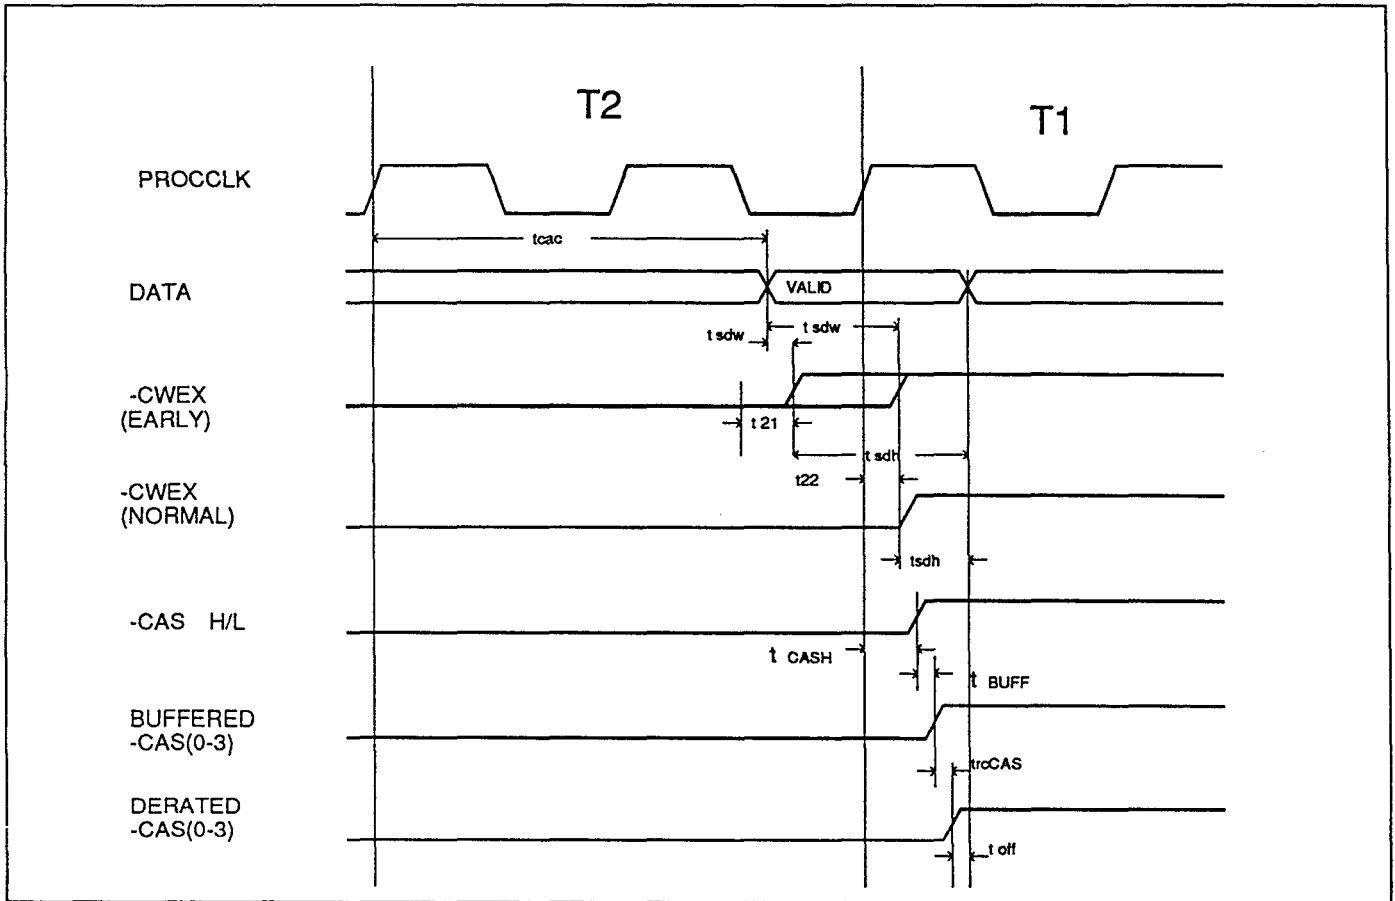 T2
T1
PROCCLK
tcac
DATA
VALID
t sdw
t sdw
-CWEX
(EARLY)
t 21
t sdh
t22
-CWEX
(NORMAL)
tsdh
-CAS H/L
t CASH
t BUFF
BUFFERED
-CAS(0-3)
trcCAS
DERATED
-CAS(0-3)
t off